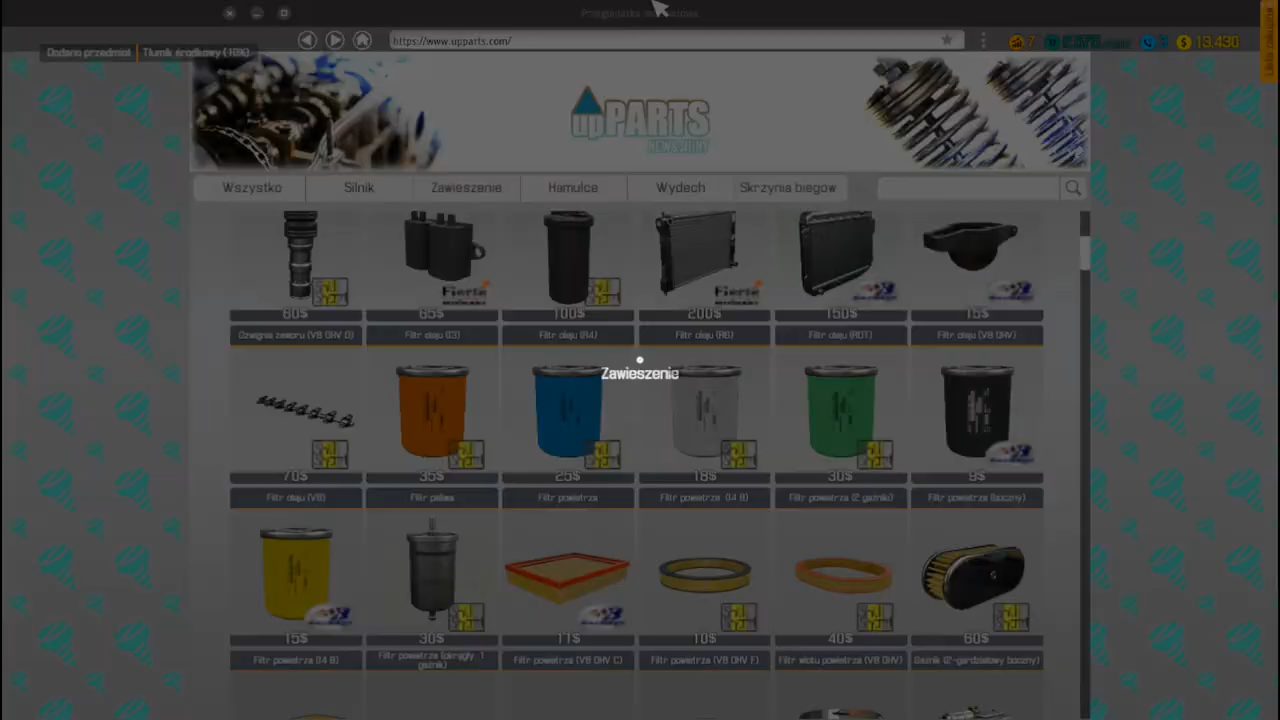 Dodano przedmiot
Tłumik środkowy (10%)
https://www.upparts.com/
7
3
13.430
upPARTS
NEW & SHINY
Wszystko
Silnik
Zawieszenie
Hamulce
Wydech
Skrzynia biegów
60$
65$
100$
200$
150$
15$
Dźwignia zaworu (V8 OHV D)
Filtr oleju (I3)
Filtr oleju (R4)
Filtr oleju (R6)
Filtr oleju (ROT)
Filtr oleju (V8 OHV)
Zawieszenie
70$
35$
25$
18$
30$
9$
Filtr oleju (V8)
Filtr paliwa
Filtr powietrza
Filtr powietrza (I4 B)
Filtr powietrza (2 gaźniki)
Filtr powietrza (boczny)
15$
30$
11$
10$
40$
60$
Filtr powietrza (I4 B)
Filtr powietrza (okrągły 1 gaźnik)
Filtr powietrza (V8 OHV C)
Filtr powietrza (V8 OHV F)
Filtr wlotu powietrza (V8 OHV)
Gaźnik (2-gardzielowy boczny)